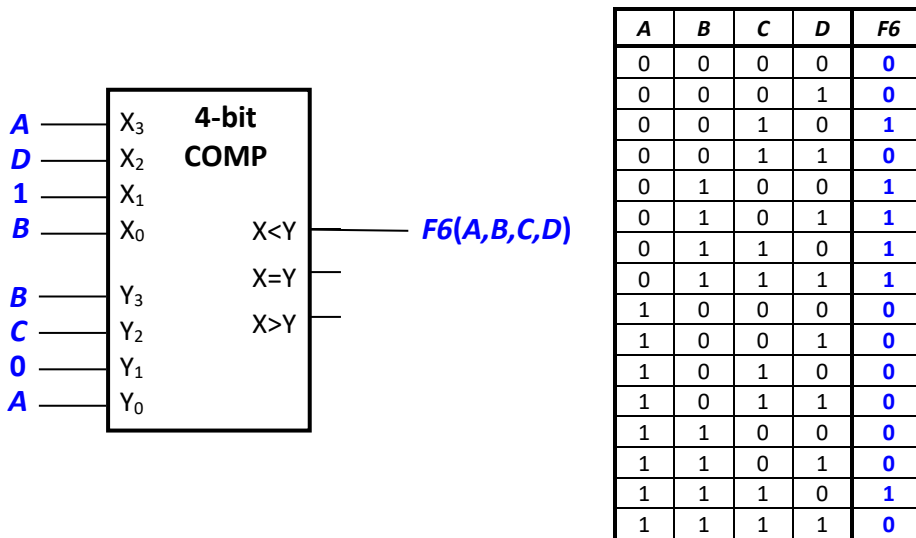 4-bit
COMP
A X₃
D X₂
1 X₁
B X₀ X<Y F6(A,B,C,D)
X=Y
B Y₃
C Y₂ X>Y
0 Y₁
A Y₀
A B C D F6
0 0 0 0 0
0 0 0 1 0
0 0 1 0 1
0 0 1 1 0
0 1 0 0 1
0 1 0 1 1
0 1 1 0 1
0 1 1 1 1
1 0 0 0 0
1 0 0 1 0
1 0 1 0 0
1 0 1 1 0
1 1 0 0 0
1 1 0 1 0
1 1 1 0 1
1 1 1 1 0